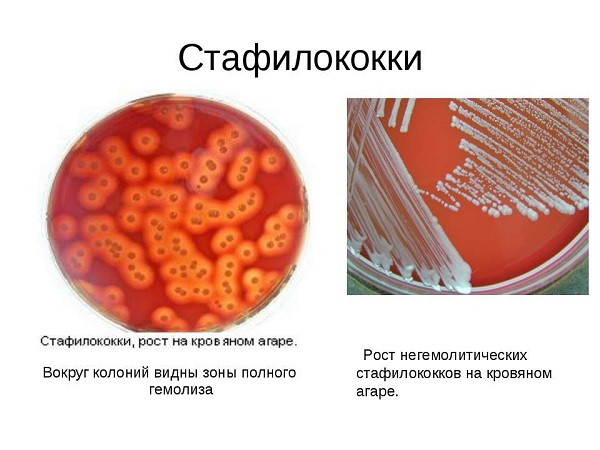 Стафилококки
Стафилококки, рост на кровяном агаре.
Вокруг колоний видны зоны полного
гемолиза
Рост негемолитических
стафилококков на кровяном
агаре.